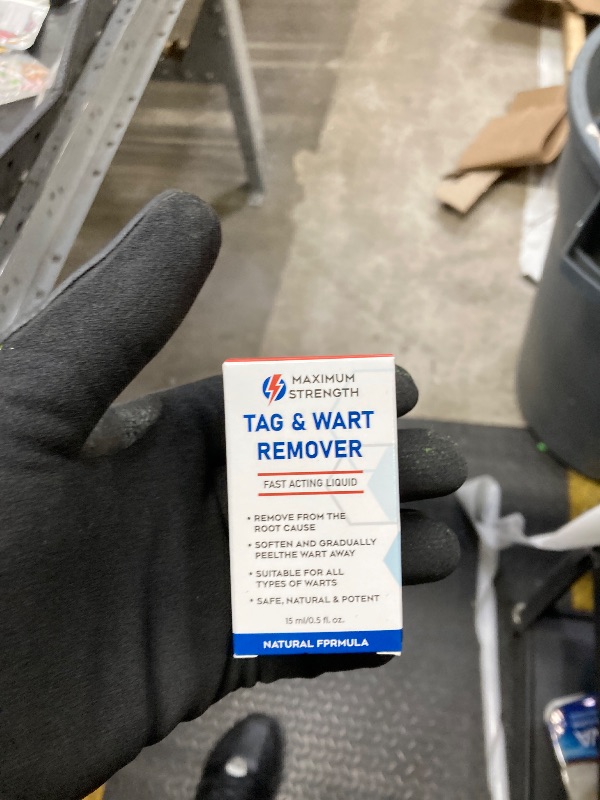 MAXIMUM
STRENGTH
TAG & WART
REMOVER
FAST ACTING LIQUID
• REMOVE FROM THE
ROOT CAUSE
• SOFTEN AND GRADUALLY
PEELTHE WART AWAY
• SUITABLE FOR ALL
TYPES OF WARTS
• SAFE, NATURAL & POTENT
15 ml/0.5 fl. oz.
NATURAL FPRMULA